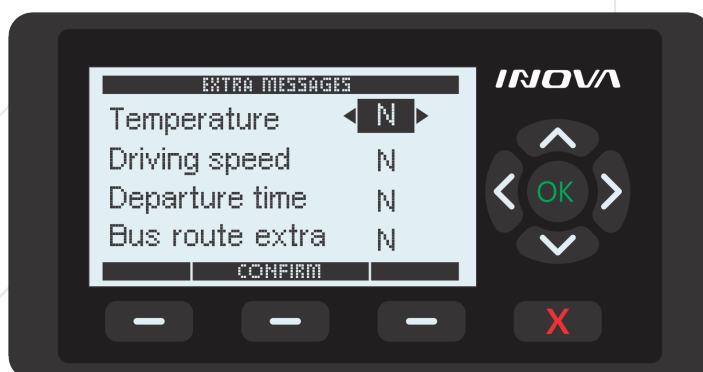 EXTRA MESSAGES
INOVA
Temperature N
Driving speed N
Departure time N
Bus route extra N
OK
CONFIRM
X